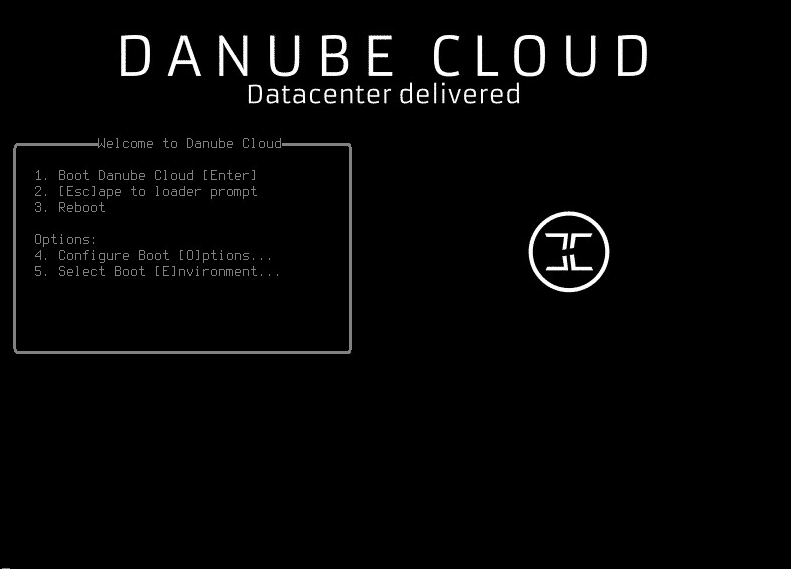 DANUBE CLOUD
Datacenter delivered
Welcome to Danube Cloud
1. Boot Danube Cloud [Enter]
2. [Esc]ape to loader prompt
3. Reboot
Options:
4. Configure Boot [O]ptions...
5. Select Boot [E]nvironment...